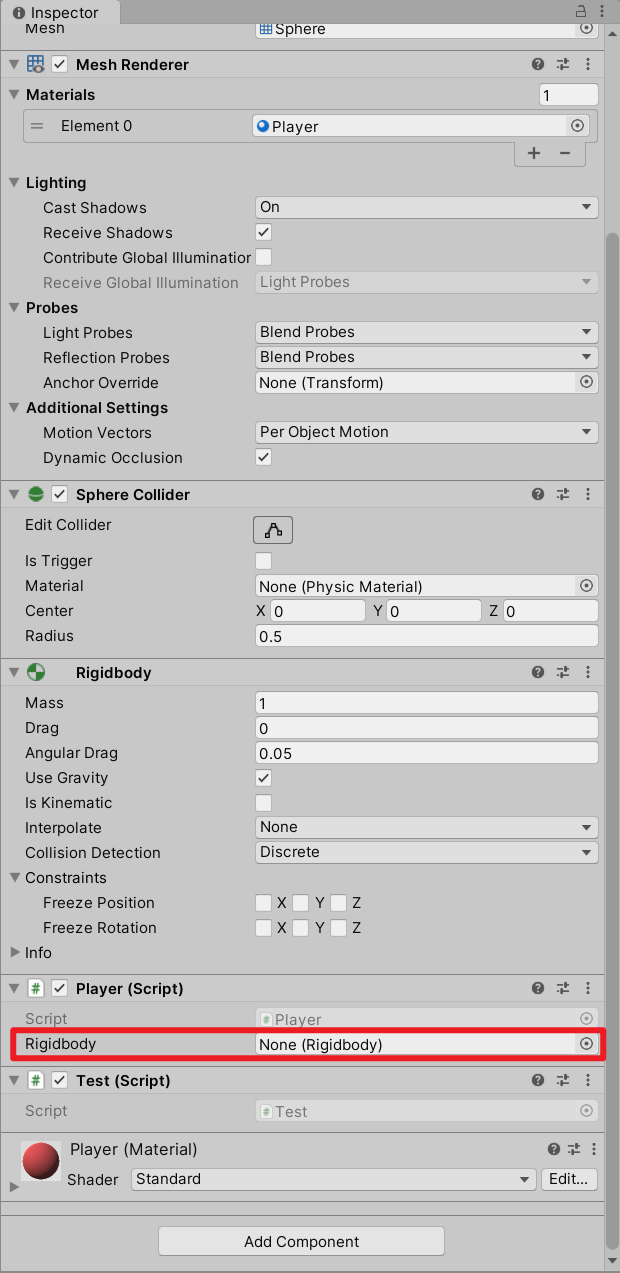 Inspector
Mesh Sphere
Mesh Renderer
Materials 1
Element 0 Player
+ −
Lighting
Cast Shadows On
Receive Shadows
Contribute Global Illumination
Receive Global Illumination Light Probes
Probes
Light Probes Blend Probes
Reflection Probes Blend Probes
Anchor Override None (Transform)
Additional Settings
Motion Vectors Per Object Motion
Dynamic Occlusion
Sphere Collider
Edit Collider
Is Trigger
Material None (Physic Material)
Center X 0 Y 0 Z 0
Radius 0.5
Rigidbody
Mass 1
Drag 0
Angular Drag 0.05
Use Gravity
Is Kinematic
Interpolate None
Collision Detection Discrete
Constraints
Freeze Position X Y Z
Freeze Rotation X Y Z
Info
# Player (Script)
Script # Player
Rigidbody None (Rigidbody)
# Test (Script)
Script # Test
Player (Material)
Shader Standard Edit...
Add Component